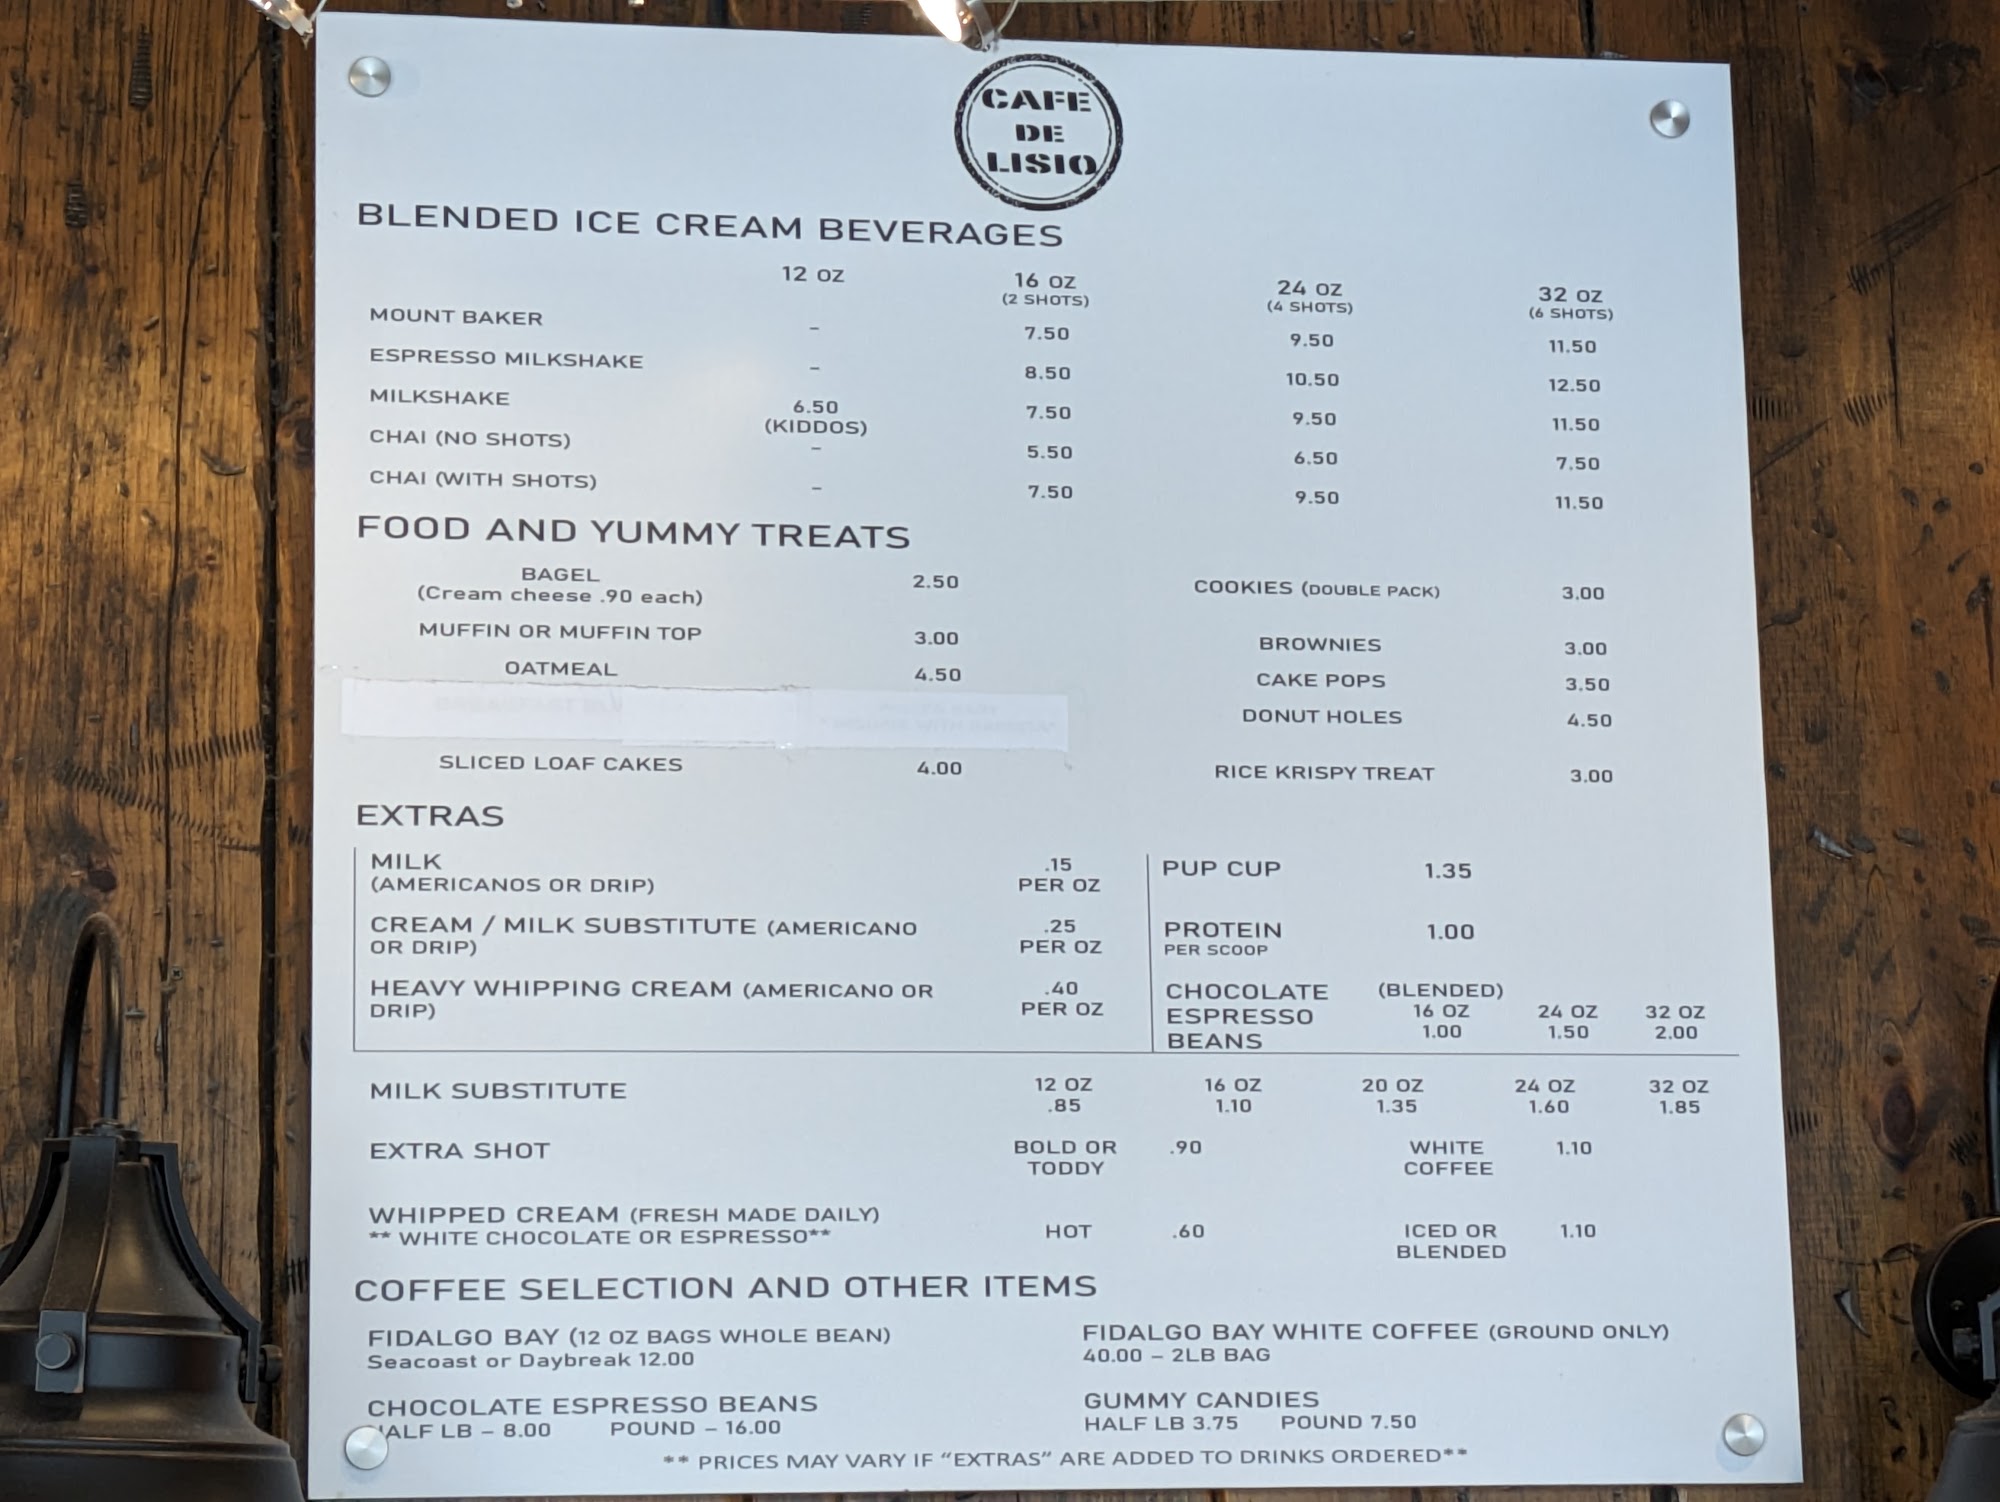 CAFE
DE
LISIO
BLENDED ICE CREAM BEVERAGES
12 OZ 16 OZ 24 OZ 32 OZ
(2 SHOTS) (4 SHOTS) (6 SHOTS)
MOUNT BAKER – 7.50 9.50 11.50
ESPRESSO MILKSHAKE – 8.50 10.50 12.50
MILKSHAKE 6.50 7.50 9.50 11.50
(KIDDOS)
CHAI (NO SHOTS) – 5.50 6.50 7.50
CHAI (WITH SHOTS) – 7.50 9.50 11.50
FOOD AND YUMMY TREATS
BAGEL 2.50
(Cream cheese .90 each)
MUFFIN OR MUFFIN TOP 3.00
OATMEAL 4.50
SLICED LOAF CAKES 4.00
COOKIES (DOUBLE PACK) 3.00
BROWNIES 3.00
CAKE POPS 3.50
DONUT HOLES 4.50
RICE KRISPY TREAT 3.00
EXTRAS
MILK .15
(AMERICANOS OR DRIP) PER OZ
CREAM / MILK SUBSTITUTE (AMERICANO .25
OR DRIP) PER OZ
HEAVY WHIPPING CREAM (AMERICANO OR .40
DRIP) PER OZ
PUP CUP 1.35
PROTEIN 1.00
PER SCOOP
CHOCOLATE (BLENDED)
ESPRESSO 16 OZ 24 OZ 32 OZ
BEANS 1.00 1.50 2.00
MILK SUBSTITUTE 12 OZ 16 OZ 20 OZ 24 OZ 32 OZ
.85 1.10 1.35 1.60 1.85
EXTRA SHOT BOLD OR .90 WHITE 1.10
TODDY COFFEE
WHIPPED CREAM (FRESH MADE DAILY) HOT .60 ICED OR 1.10
** WHITE CHOCOLATE OR ESPRESSO** BLENDED
COFFEE SELECTION AND OTHER ITEMS
FIDALGO BAY (12 OZ BAGS WHOLE BEAN)
Seacoast or Daybreak 12.00
FIDALGO BAY WHITE COFFEE (GROUND ONLY)
40.00 – 2LB BAG
CHOCOLATE ESPRESSO BEANS
HALF LB – 8.00 POUND – 16.00
GUMMY CANDIES
HALF LB 3.75 POUND 7.50
** PRICES MAY VARY IF “EXTRAS” ARE ADDED TO DRINKS ORDERED**